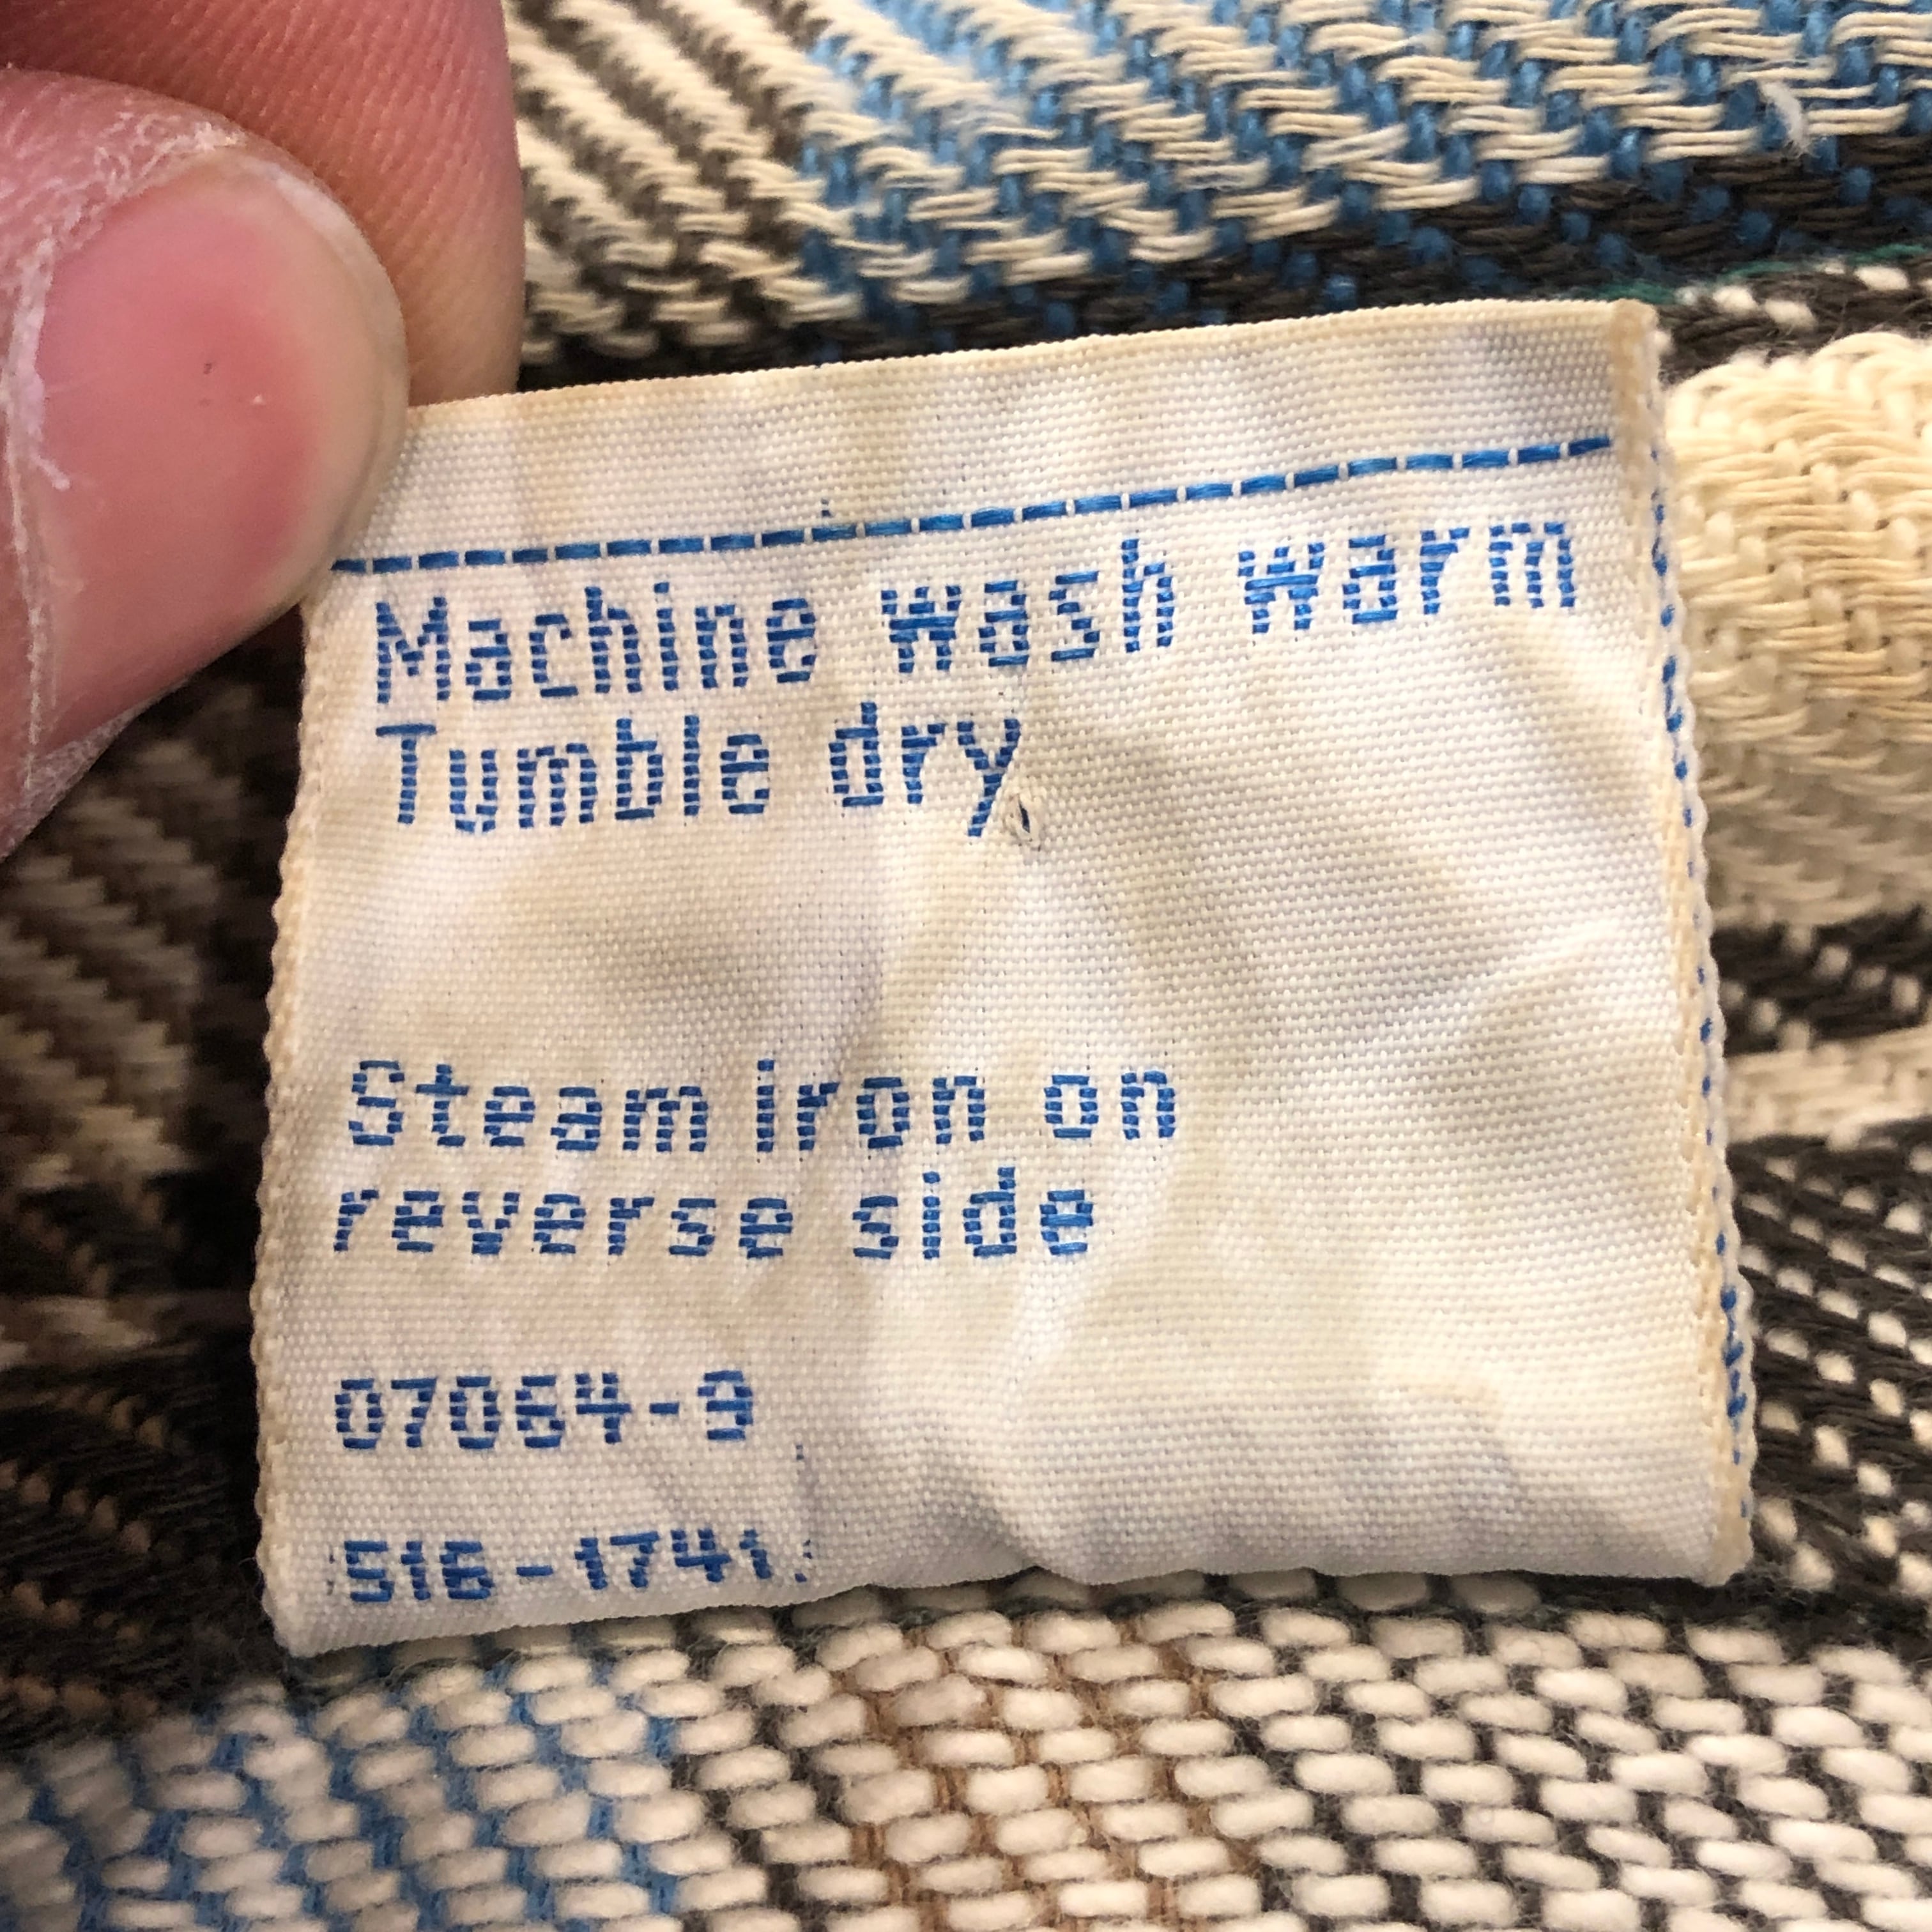 Machine wash warm
Tumble dry
Steam iron on
reverse side
07064-9
516-1741